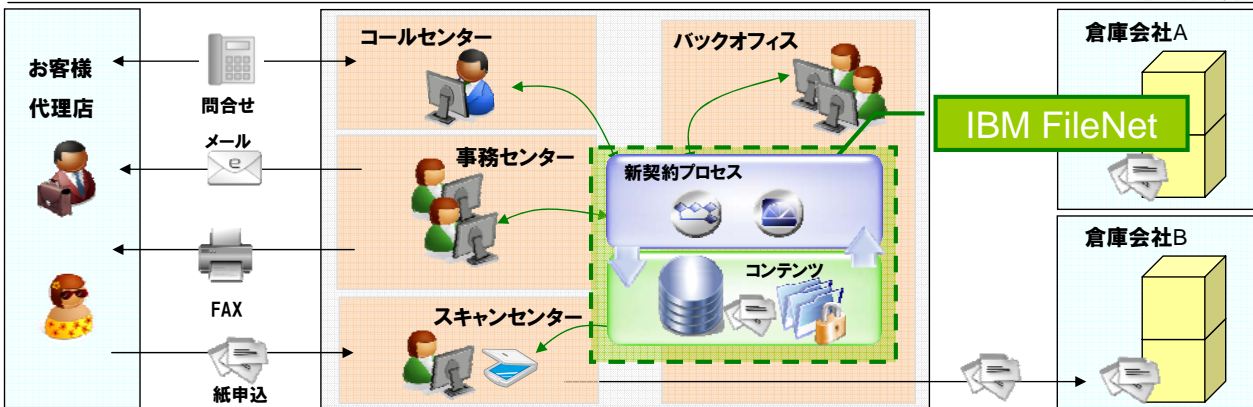 お客様
代理店
問合せ
メール
e
FAX
紙申込
コールセンター
事務センター
スキャンセンター
バックオフィス
新契約プロセス
コンテンツ
IBM FileNet
倉庫会社A
倉庫会社B